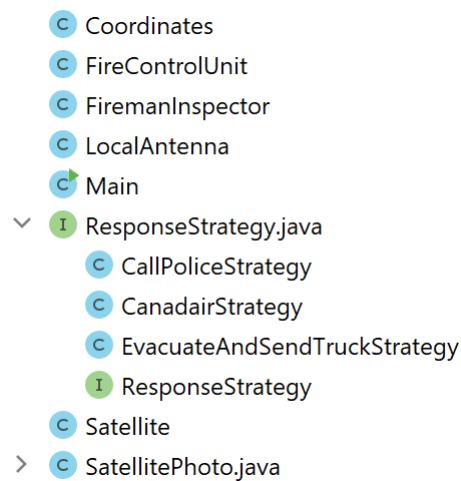 C Coordinates
C FireControlUnit
C FiremanInspector
C LocalAntenna
C Main
I ResponseStrategy.java
C CallPoliceStrategy
C CanadairStrategy
C EvacuateAndSendTruckStrategy
I ResponseStrategy
C Satellite
C SatellitePhoto.java